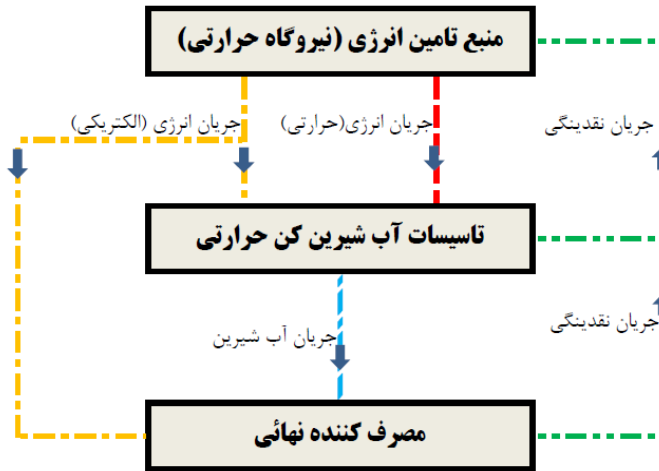 منبع تامین انرژی (نیروگاه حرارتی)
جریان نقدینگی
جریان انرژی(حرارتی)
جریان انرژی (الکتریکی)
تاسیسات آب شیرین کن حرارتی
جریان نقدینگی
جریان آب شیرین
مصرف کننده نهائی